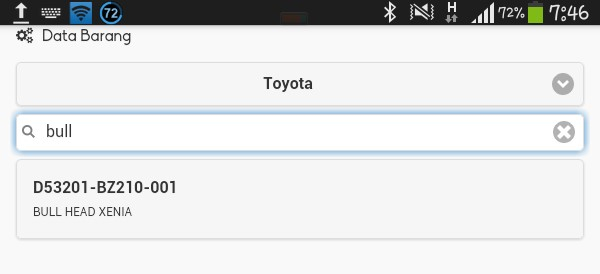 72
H
72% 7:46
Data Barang
Toyota
bull
D53201-BZ210-001
BULL HEAD XENIA